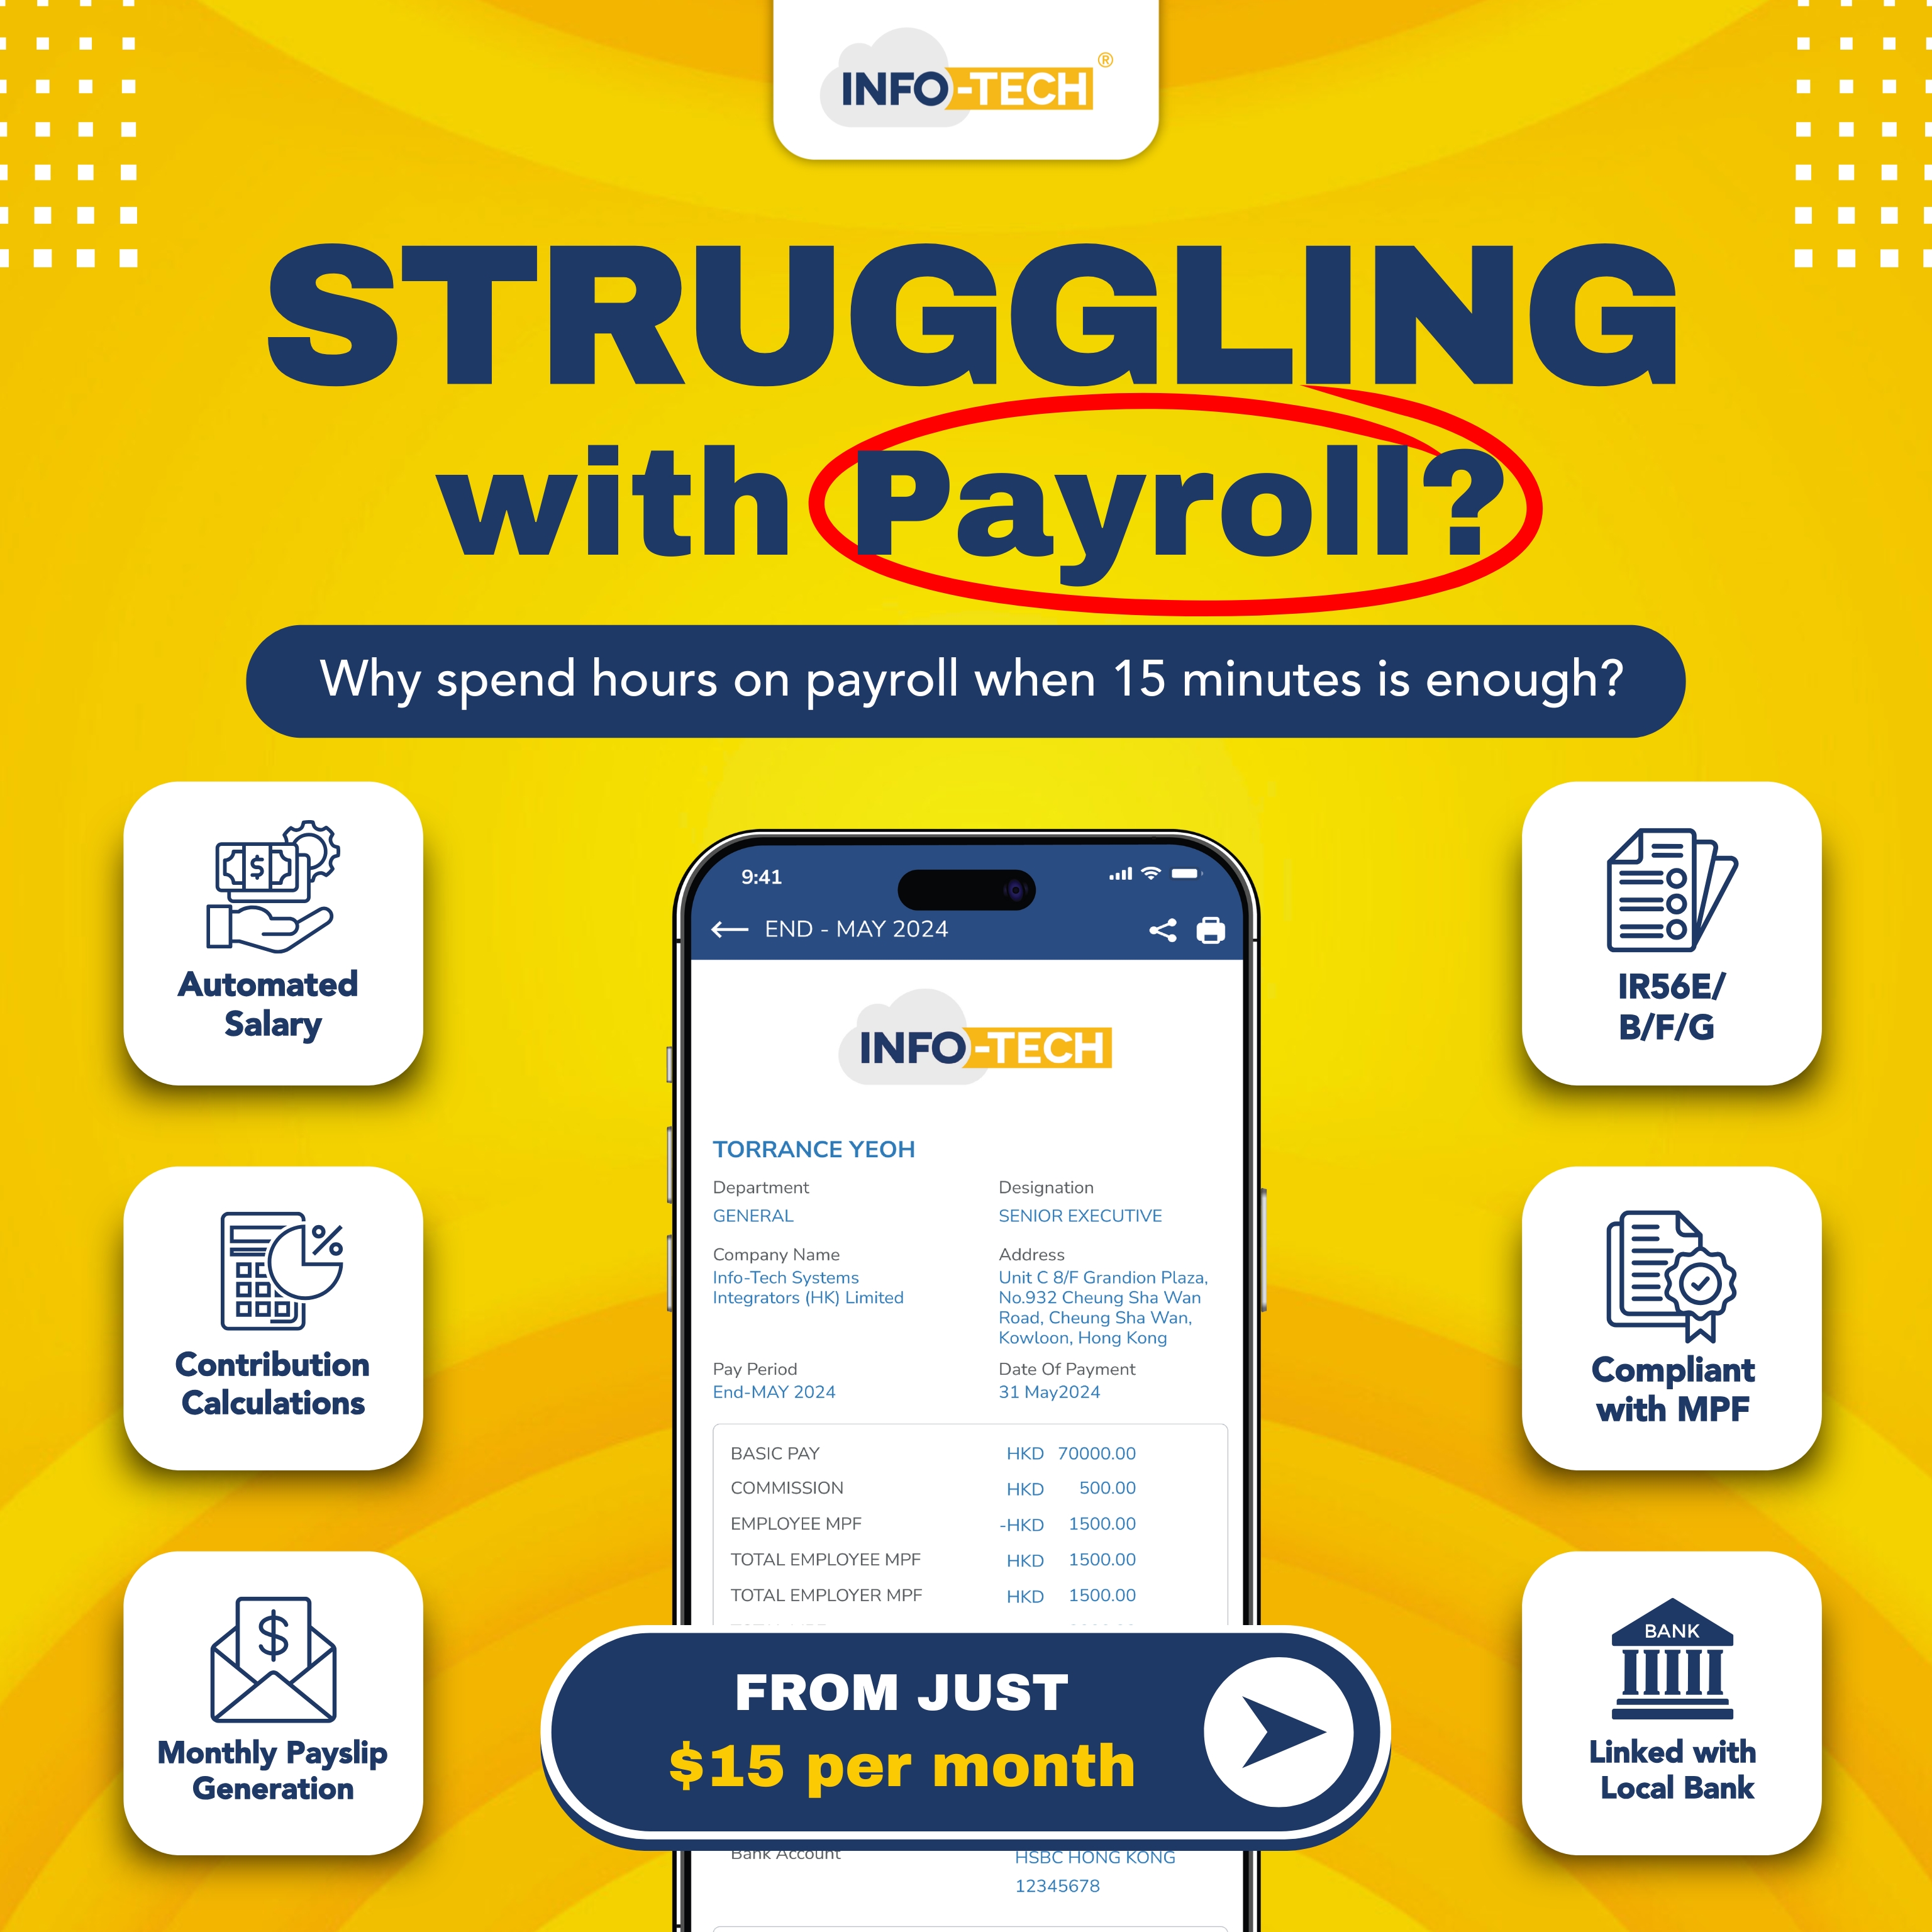 INFO-TECH®
STRUGGLING
with Payroll?
Why spend hours on payroll when 15 minutes is enough?
Automated
Salary
Contribution
Calculations
Monthly Payslip
Generation
9:41
END - MAY 2024
INFO-TECH
TORRANCE YEOH
Department Designation
GENERAL SENIOR EXECUTIVE
Company Name Address
Info-Tech Systems Unit C 8/F Grandion Plaza,
Integrators (HK) Limited No.932 Cheung Sha Wan
Road, Cheung Sha Wan,
Kowloon, Hong Kong
Pay Period Date Of Payment
End-MAY 2024 31 May2024
BASIC PAY HKD 70000.00
COMMISSION HKD 500.00
EMPLOYEE MPF -HKD 1500.00
TOTAL EMPLOYEE MPF HKD 1500.00
TOTAL EMPLOYER MPF HKD 1500.00
FROM JUST
$15 per month
Bank Account HSBC HONG KONG
12345678
IR56E/
B/F/G
Compliant
with MPF
BANK
Linked with
Local Bank